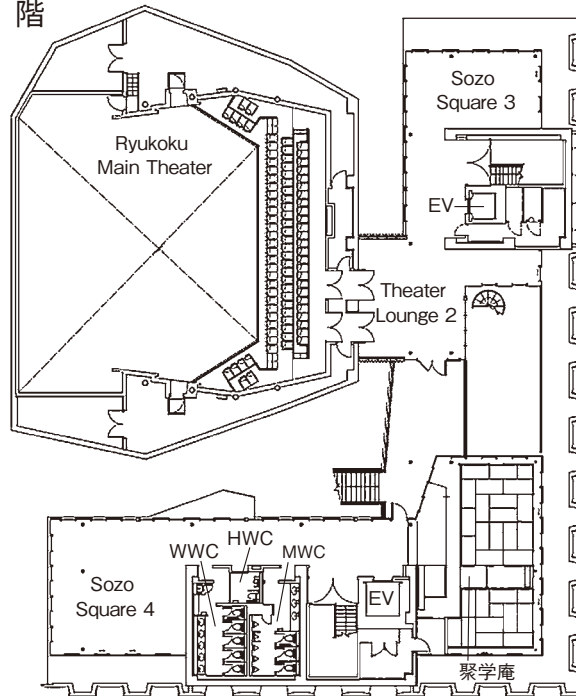 階
Ryukoku
Main Theater
Sozo
Square 3
EV
Theater
Lounge 2
WWC
HWC
MWC
Sozo
Square 4
EV
聚学庵